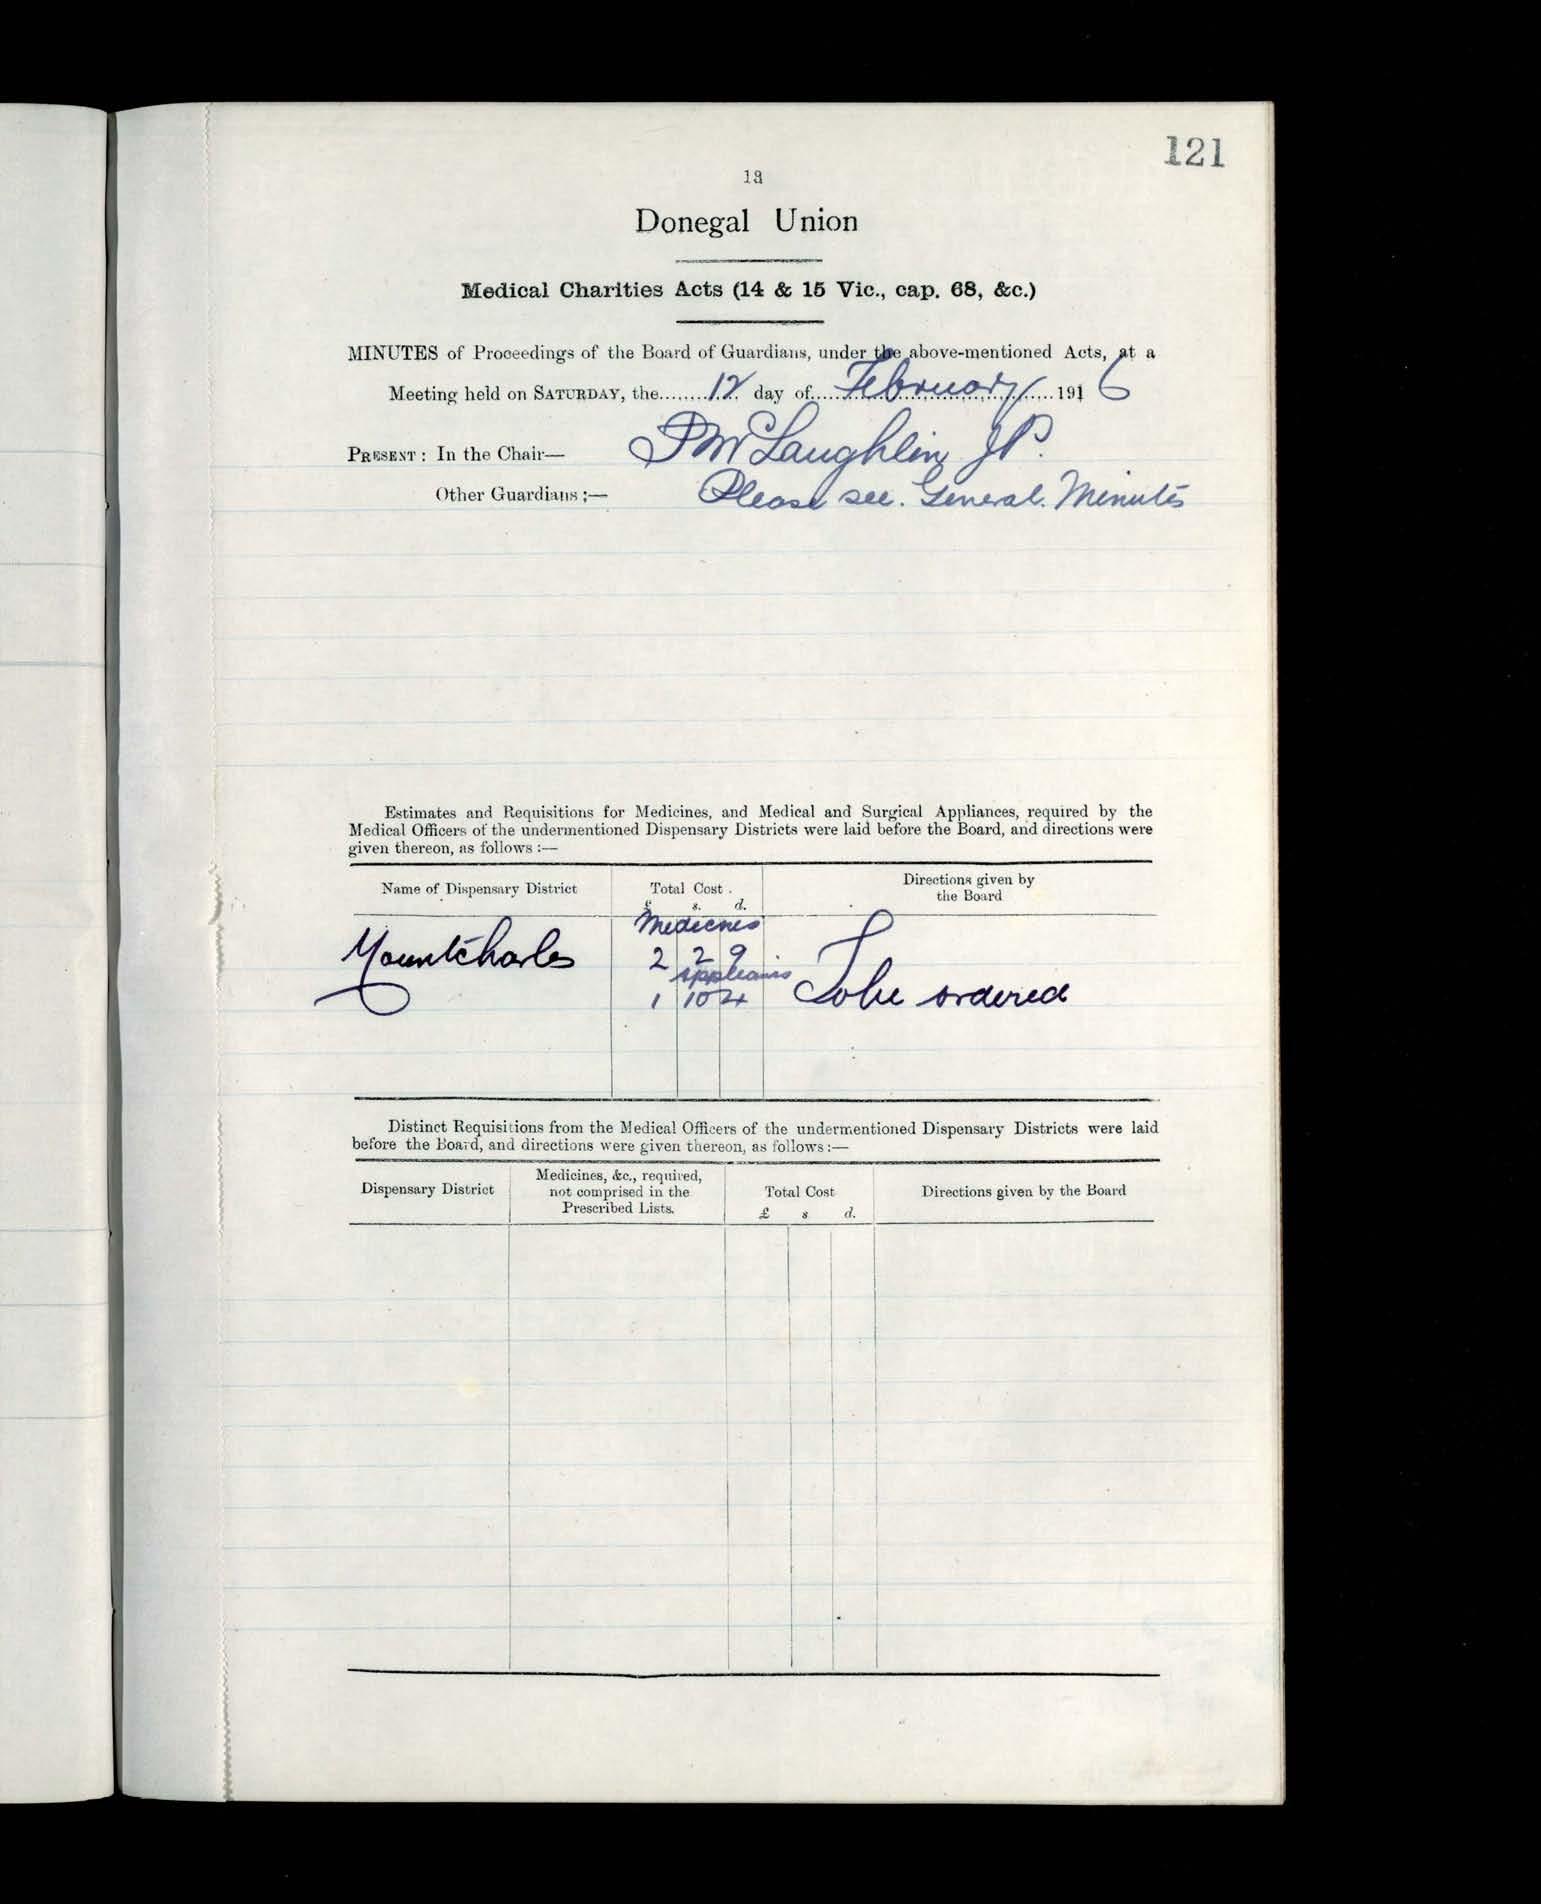 121
13
Donegal Union
Medical Charities Acts (14 & 15 Vic., cap. 68, &c.)
MINUTES of Proceedings of the Board of Guardians, under the above-mentioned Acts, at a
Meeting held on SATURDAY, the........12. day of....February....1916
PRESENT : In the Chair— P McLaughlin JP.
Other Guardians ;— Please see. General. Minutes
Estimates and Requisitions for Medicines, and Medical and Surgical Appliances, required by the
Medical Officers of the undermentioned Dispensary Districts were laid before the Board, and directions were
given thereon, as follows :—
Name of Dispensary District
Total Cost .
£ s. d.
Directions given by
the Board
Mountcharles
Medicines
2 2 9
1 10 4
To be ordered
Distinct Requisitions from the Medical Officers of the undermentioned Dispensary Districts were laid
before the Board, and directions were given thereon, as follows :—
Dispensary District
Medicines, &c., required,
not comprised in the
Prescribed Lists.
Total Cost
£ s d.
Directions given by the Board